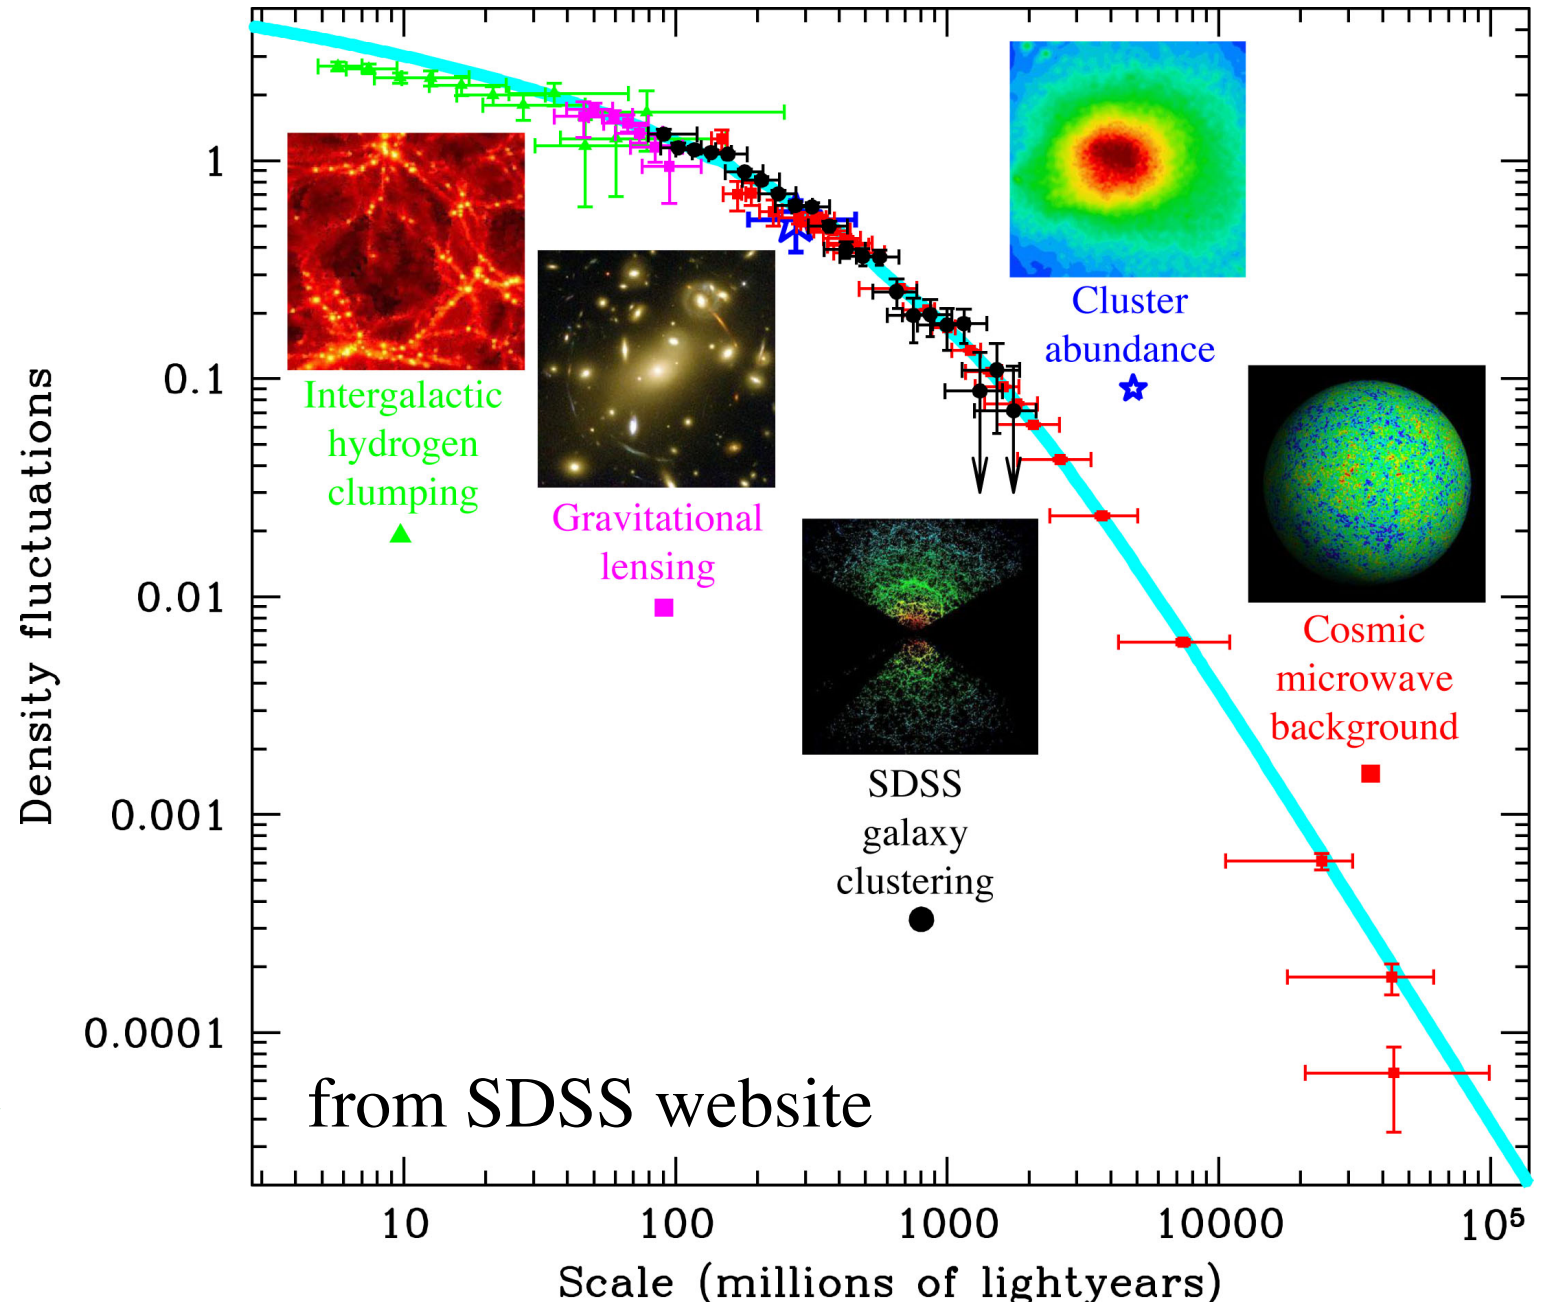 Density fluctuations
1
0.1
0.01
0.001
0.0001
Intergalactic
hydrogen
clumping
Gravitational
lensing
Cluster
abundance
SDSS
galaxy
clustering
Cosmic
microwave
background
from SDSS website
10 100 1000 10000 10⁵
Scale (millions of lightyears)